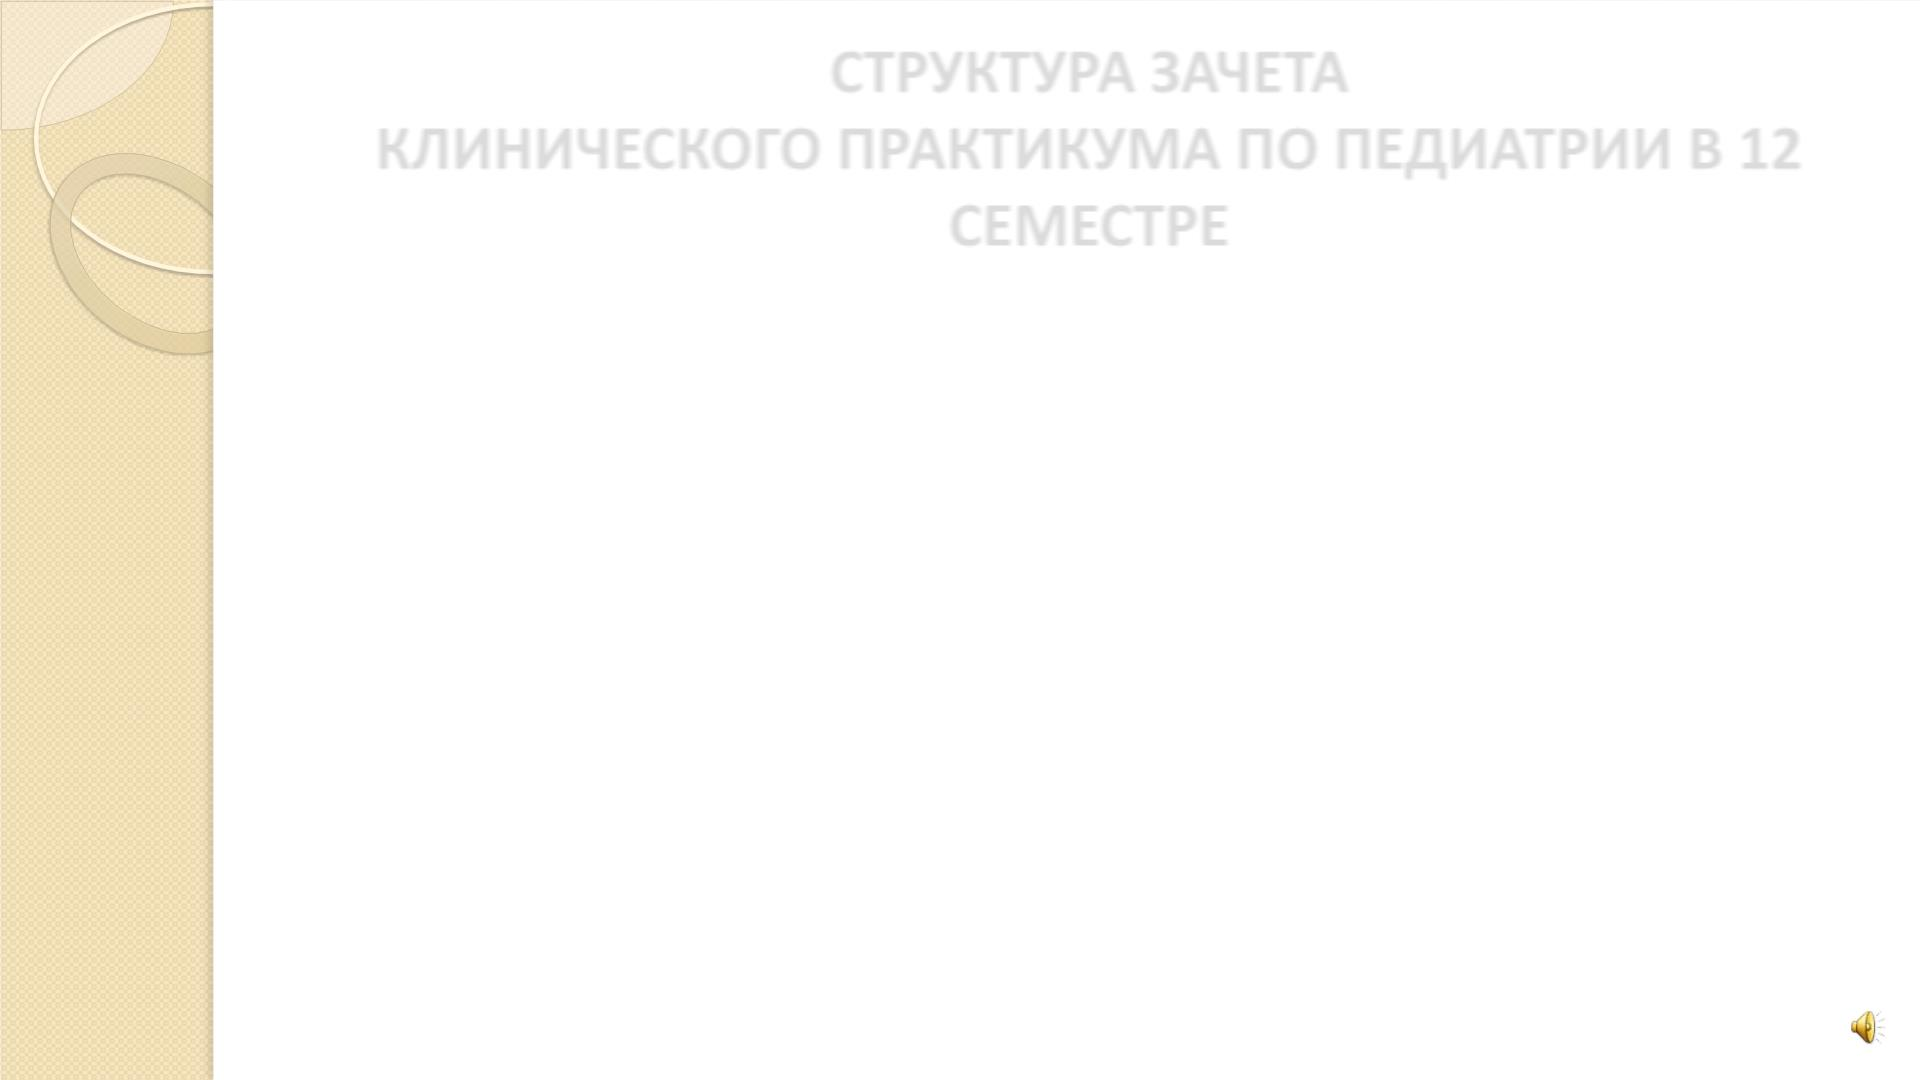 СТРУКТУРА ЗАЧЕТА
КЛИНИЧЕСКОГО ПРАКТИКУМА ПО ПЕДИАТРИИ В 12
СЕМЕСТРЕ